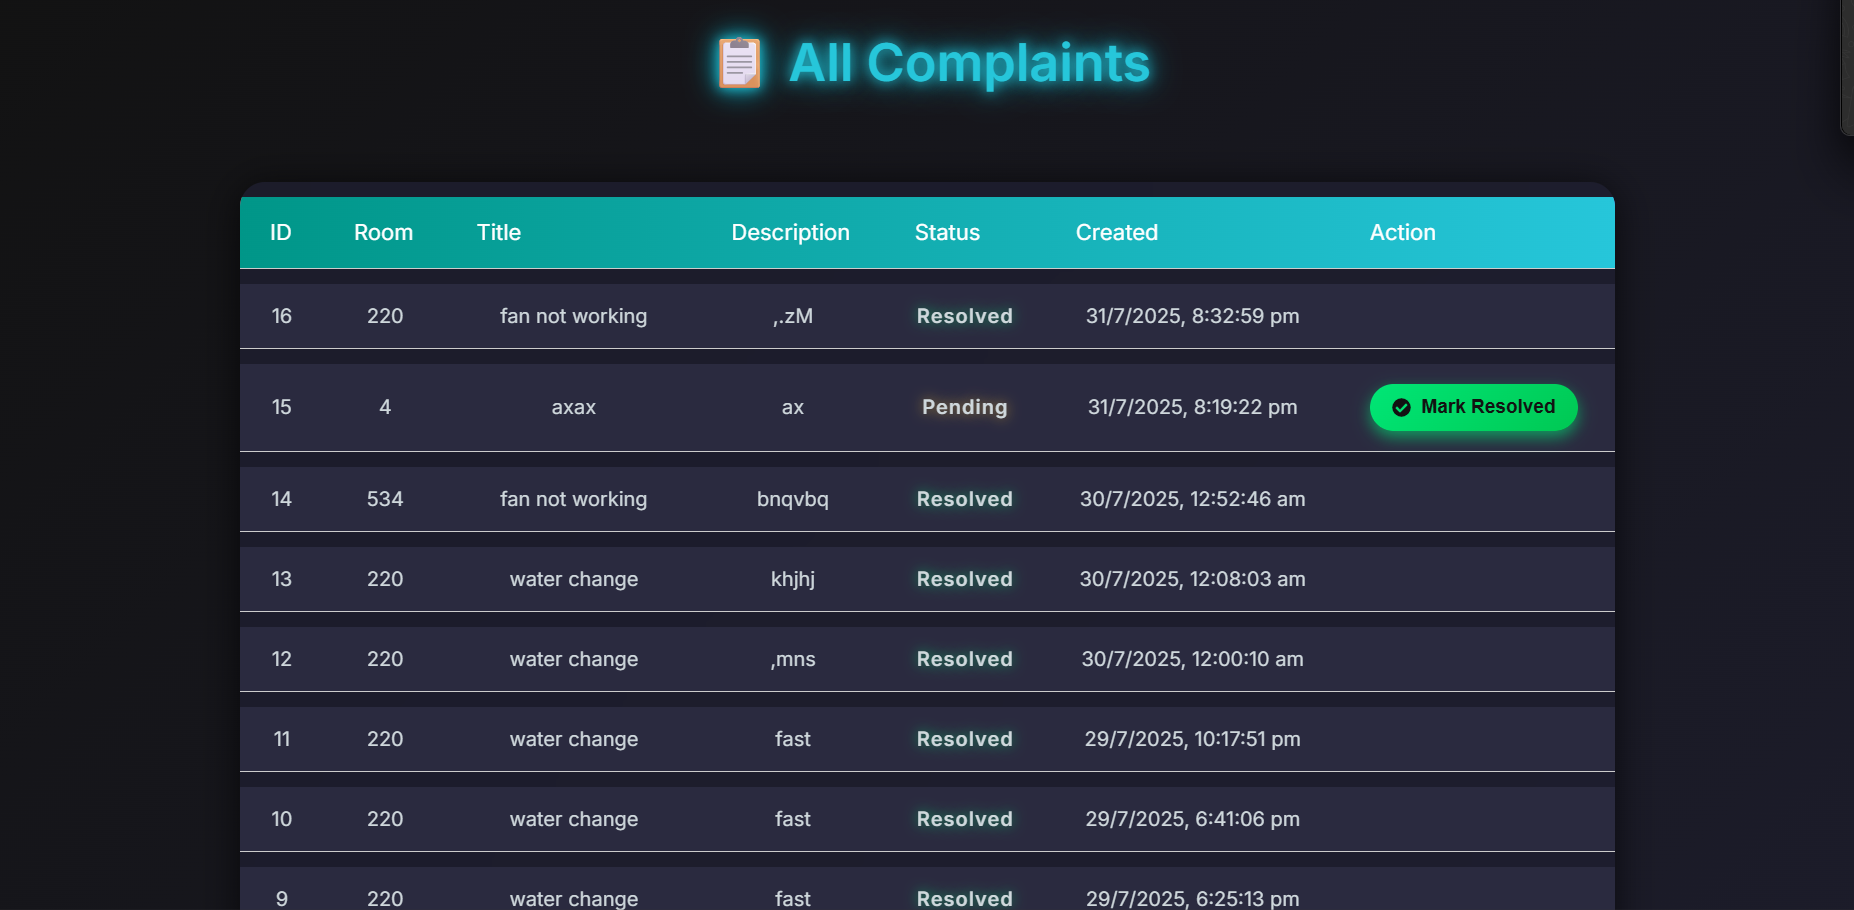 All Complaints
ID Room Title Description Status Created Action
16 220 fan not working ,.zM Resolved 31/7/2025, 8:32:59 pm
15 4 axax ax Pending 31/7/2025, 8:19:22 pm Mark Resolved
14 534 fan not working bnqvbq Resolved 30/7/2025, 12:52:46 am
13 220 water change khjhj Resolved 30/7/2025, 12:08:03 am
12 220 water change ,mns Resolved 30/7/2025, 12:00:10 am
11 220 water change fast Resolved 29/7/2025, 10:17:51 pm
10 220 water change fast Resolved 29/7/2025, 6:41:06 pm
9 220 water change fast Resolved 29/7/2025, 6:25:13 pm